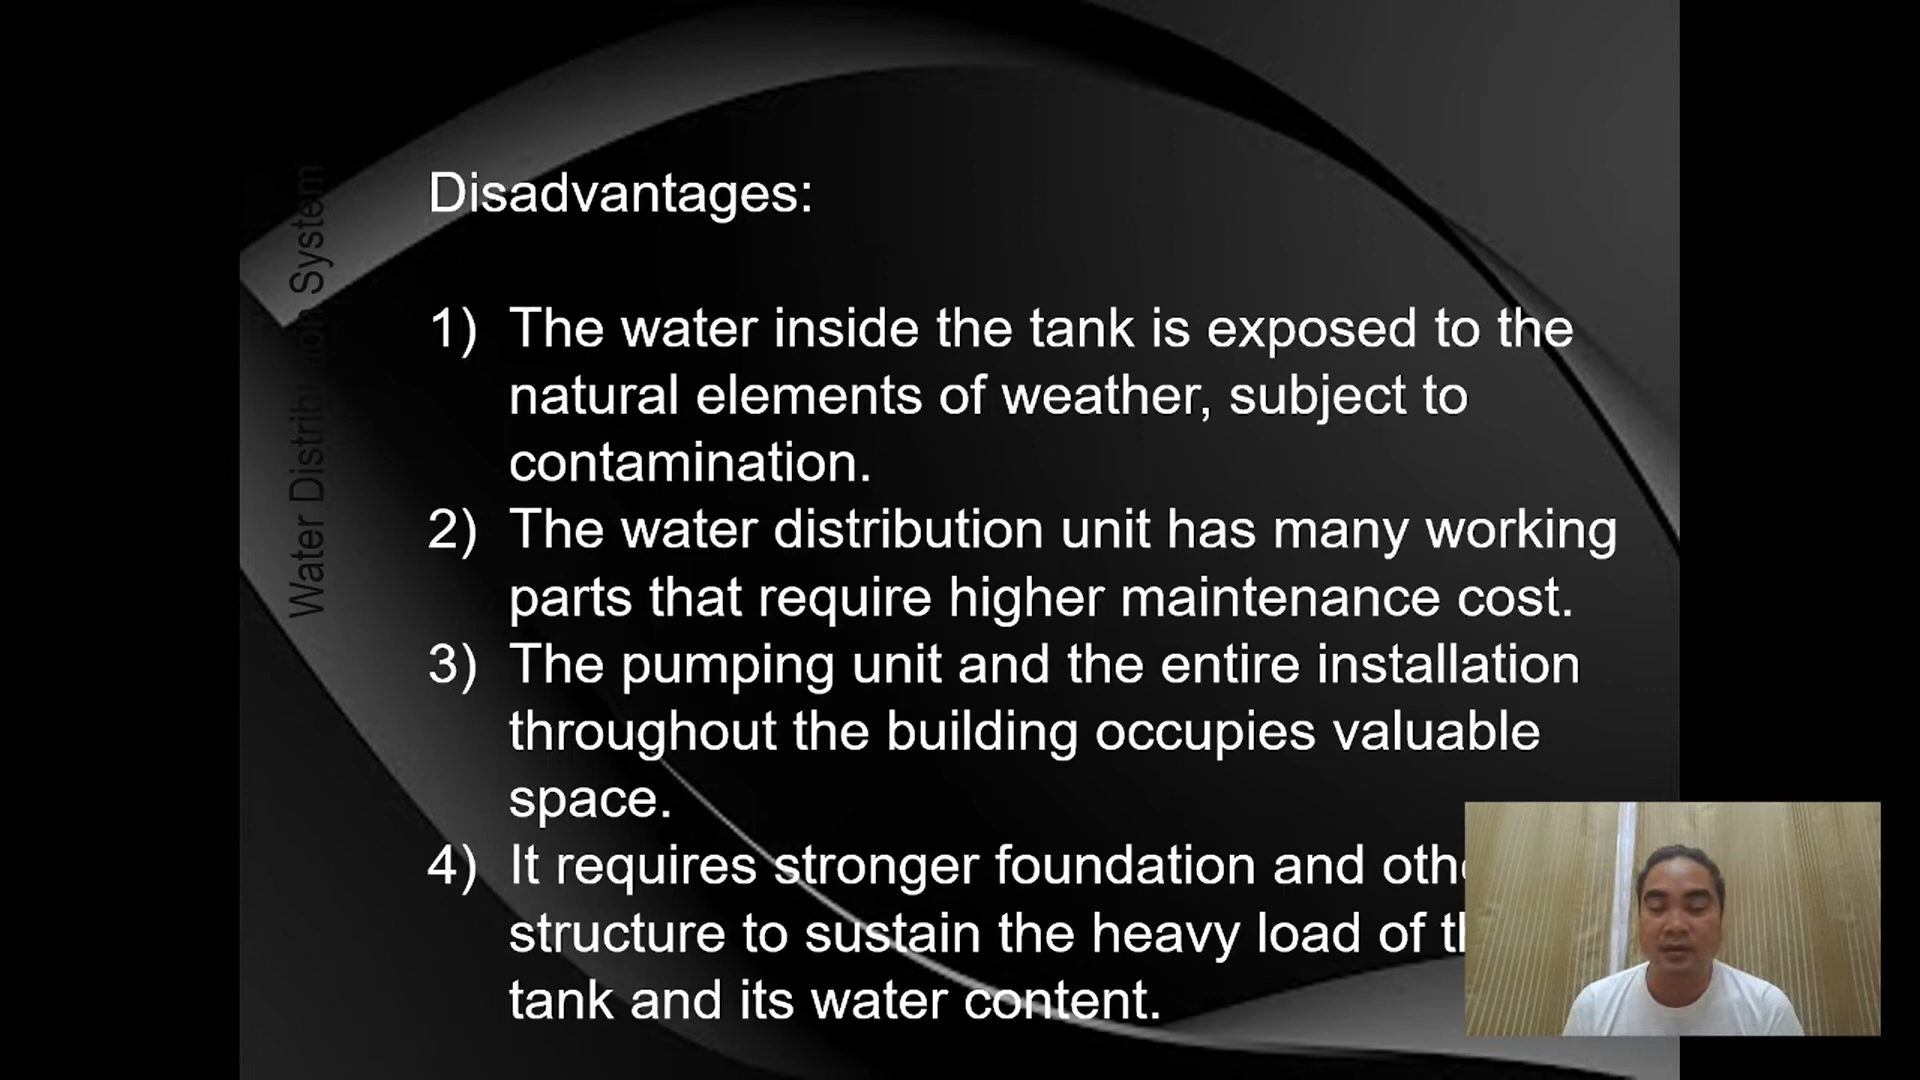 Water Distribution System
Disadvantages:
1) The water inside the tank is exposed to the
natural elements of weather, subject to
contamination.
2) The water distribution unit has many working
parts that require higher maintenance cost.
3) The pumping unit and the entire installation
throughout the building occupies valuable
space.
4) It requires stronger foundation and
structure to sustain the heavy load of
tank and its water content.